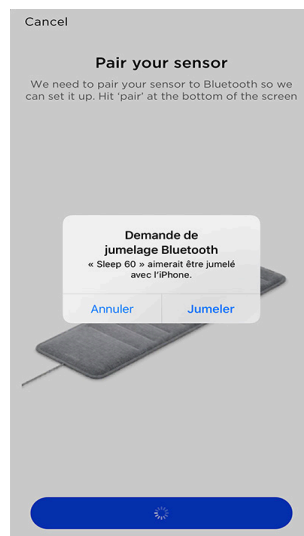 Cancel
Pair your sensor
We need to pair your sensor to Bluetooth so we
can set it up. Hit ‘pair’ at the bottom of the screen
Demande de
jumelage Bluetooth
« Sleep 60 » aimerait être jumelé
avec l’iPhone.
Annuler
Jumeler